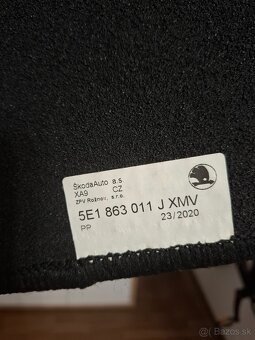 ŠkodaAuto a.s.
XA9 CZ
ZPV Rožnov, s.r.o.
5E1 863 011 J XMV
PP 23/2020
Bazos.sk